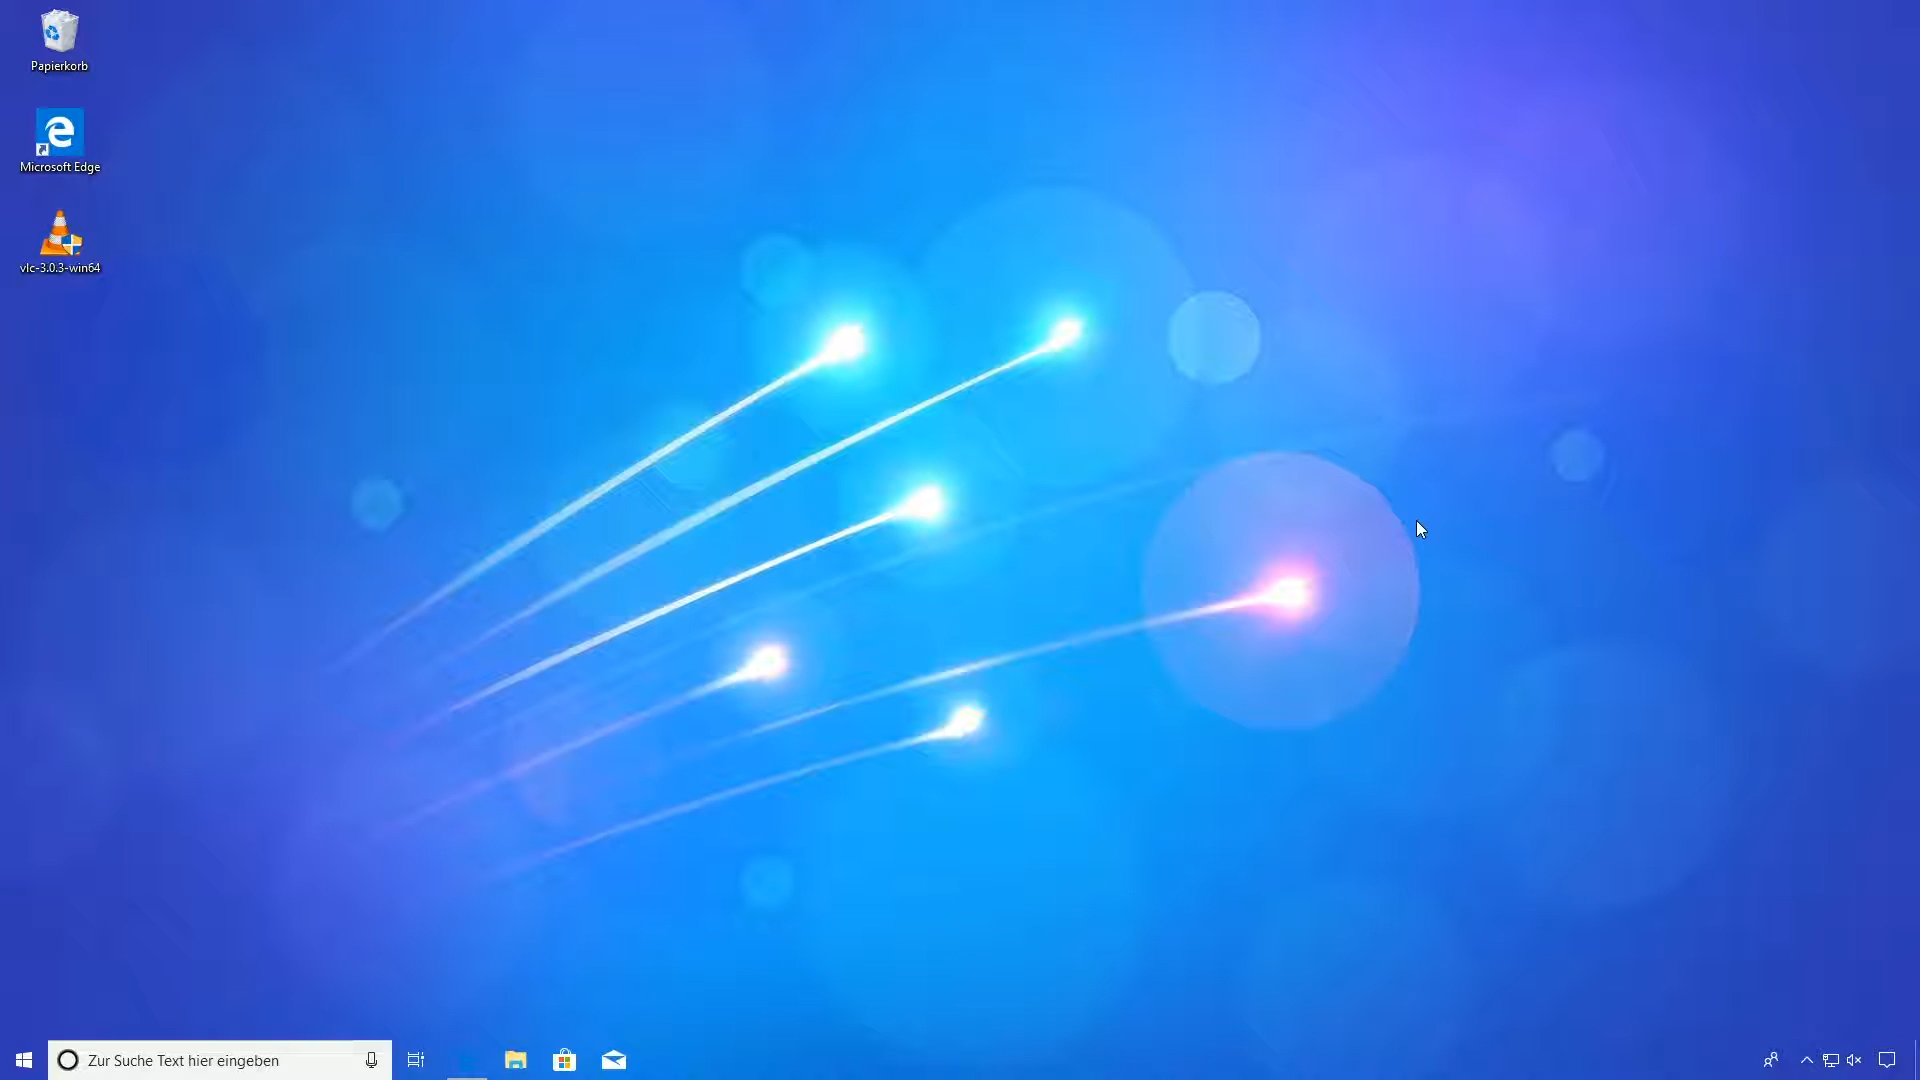 Papierkorb
Microsoft Edge
vlc-3.0.3-win64
Zur Suche Text hier eingeben